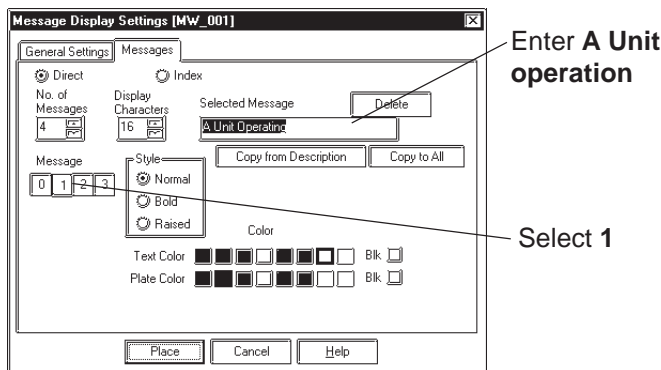 Message Display Settings [MW_001]
General Settings Messages
Direct Index
No. of Messages
Display Characters
Selected Message
Delete
4 16 A Unit Operating
Copy from Description Copy to All
Message
0 1 2 3
Style
Normal
Bold
Raised
Color
Text Color Blk
Plate Color Blk
Place Cancel Help
Enter A Unit
operation
Select 1